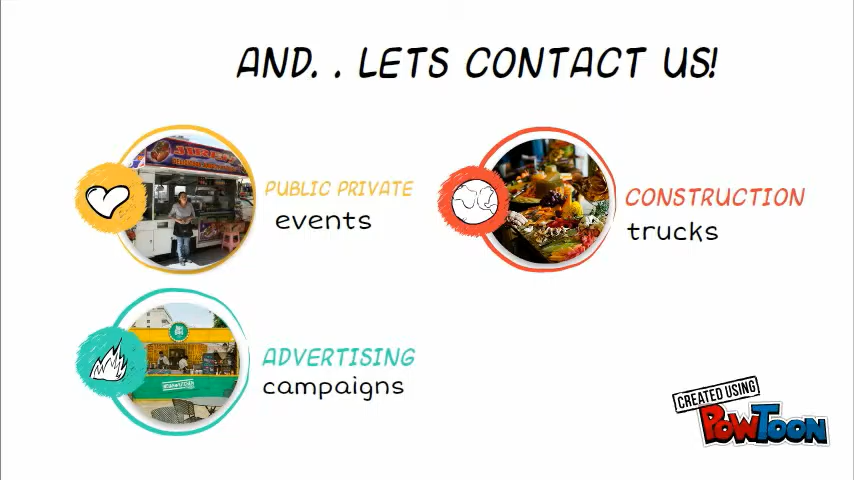 AND. . LETS CONTACT US!
PUBLIC PRIVATE
events
CONSTRUCTION
trucks
ADVERTISING
campaigns
CREATED USING
POWTOON